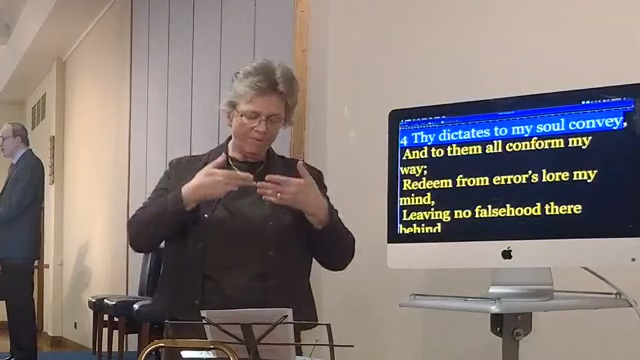 4 Thy dictates to my soul convey,
And to them all conform my
way;
Redeem from error's lore my
mind,
Leaving no falsehood there
behind